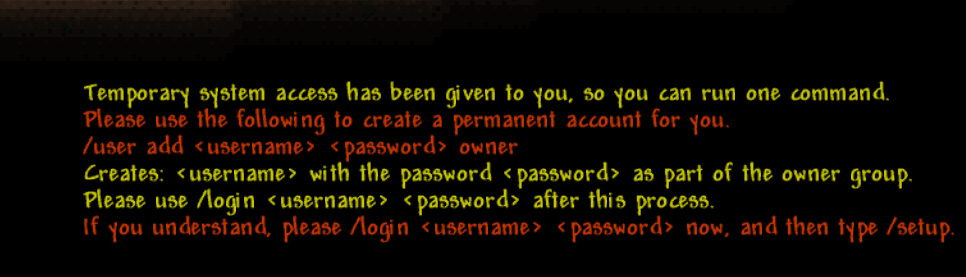 Temporary system access has been given to you, so you can run one command.
Please use the following to create a permanent account for you.
/user add <username> <password> owner
Creates: <username> with the password <password> as part of the owner group.
Please use /login <username> <password> after this process.
If you understand, please /login <username> <password> now, and then type /setup.